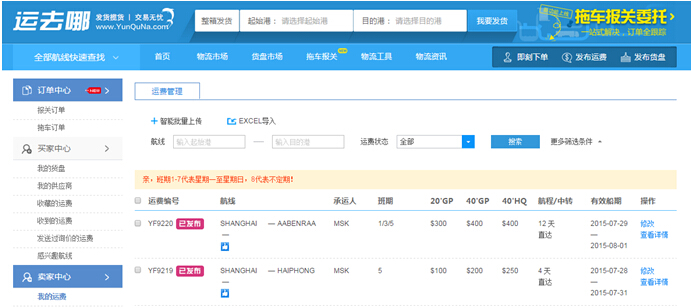 运去哪 发货揽货 | 交易无忧
www.YunQuNa.com
整箱发货 起始港： 请选择起始港 目的港： 请选择目的港 我要发货
拖车报关委托
一站式解决，订单全跟踪
全部航线快速查找 首页 物流市场 货盘市场 拖车报关 NEW 物流工具 物流资讯 即刻下单 发布运费 发布货盘
订单中心 NEW
报关订单
拖车订单
买家中心
我的货盘
我的供应商
收藏的运费
收到的运费
发送过询价的运费
感兴趣航线
卖家中心
我的运费
运费管理
智能批量上传 EXCEL导入
航线 输入起始港 — 输入目的港 运费状态 全部 搜索 更多筛选条件
亲，班期1-7代表星期一至星期日，8代表不定期！
运费编号 航线 承运人 班期 20'GP 40'GP 40'HQ 航程/中转 有效船期 操作
YF9220 已发布 SHANGHAI — AABENRAA MSK 1/3/5 $300 $400 $400 12 天 2015-07-29 修改
— 直达 — 查看详情
2015-08-01
YF9219 已发布 SHANGHAI — HAIPHONG MSK 5 $100 $200 $250 4 天 2015-07-28 修改
— 直达 — 查看详情
2015-07-31